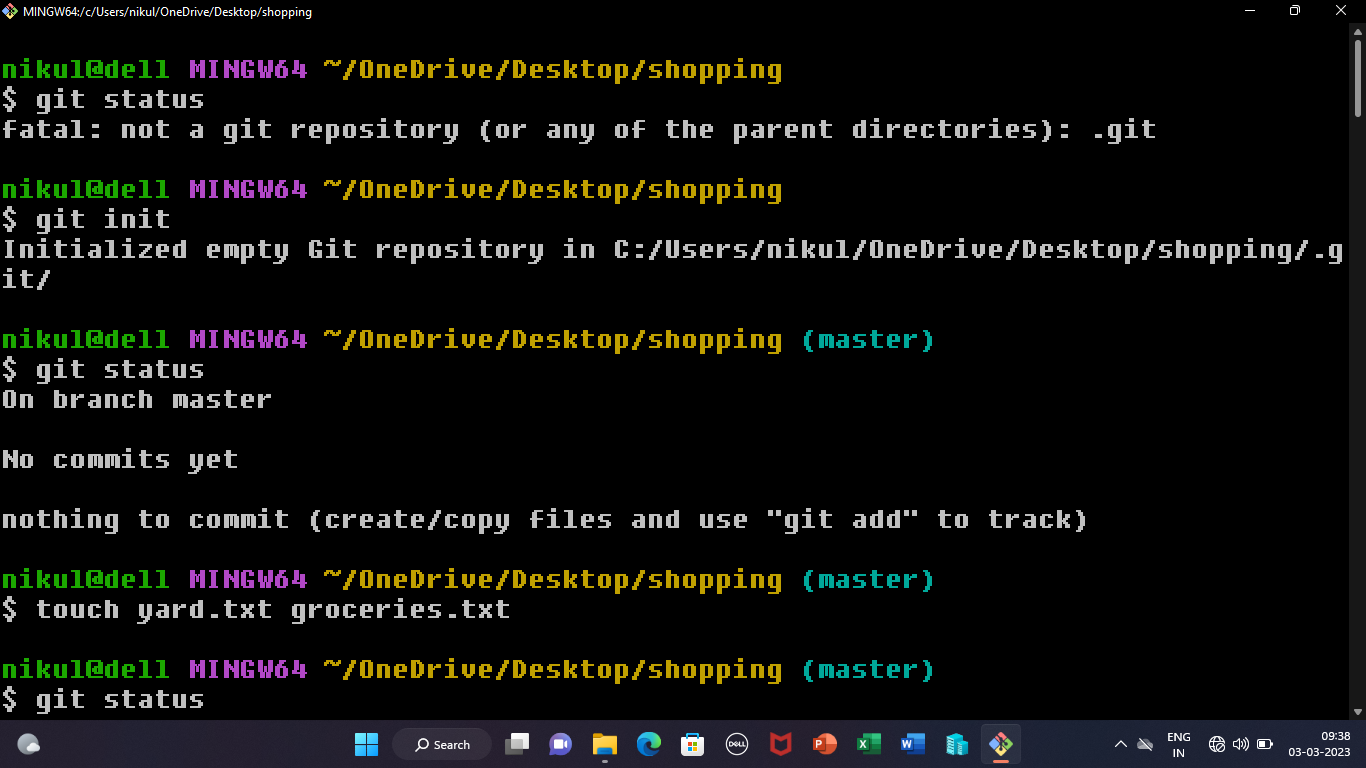 MINGW64:/c/Users/nikul/OneDrive/Desktop/shopping
nikul@dell MINGW64 ~/OneDrive/Desktop/shopping
$ git status
fatal: not a git repository (or any of the parent directories): .git
nikul@dell MINGW64 ~/OneDrive/Desktop/shopping
$ git init
Initialized empty Git repository in C:/Users/nikul/OneDrive/Desktop/shopping/.g
it/
nikul@dell MINGW64 ~/OneDrive/Desktop/shopping (master)
$ git status
On branch master
No commits yet
nothing to commit (create/copy files and use "git add" to track)
nikul@dell MINGW64 ~/OneDrive/Desktop/shopping (master)
$ touch yard.txt groceries.txt
nikul@dell MINGW64 ~/OneDrive/Desktop/shopping (master)
$ git status
Search
DELL
P
X
W
ENG
IN
09:38
03-03-2023